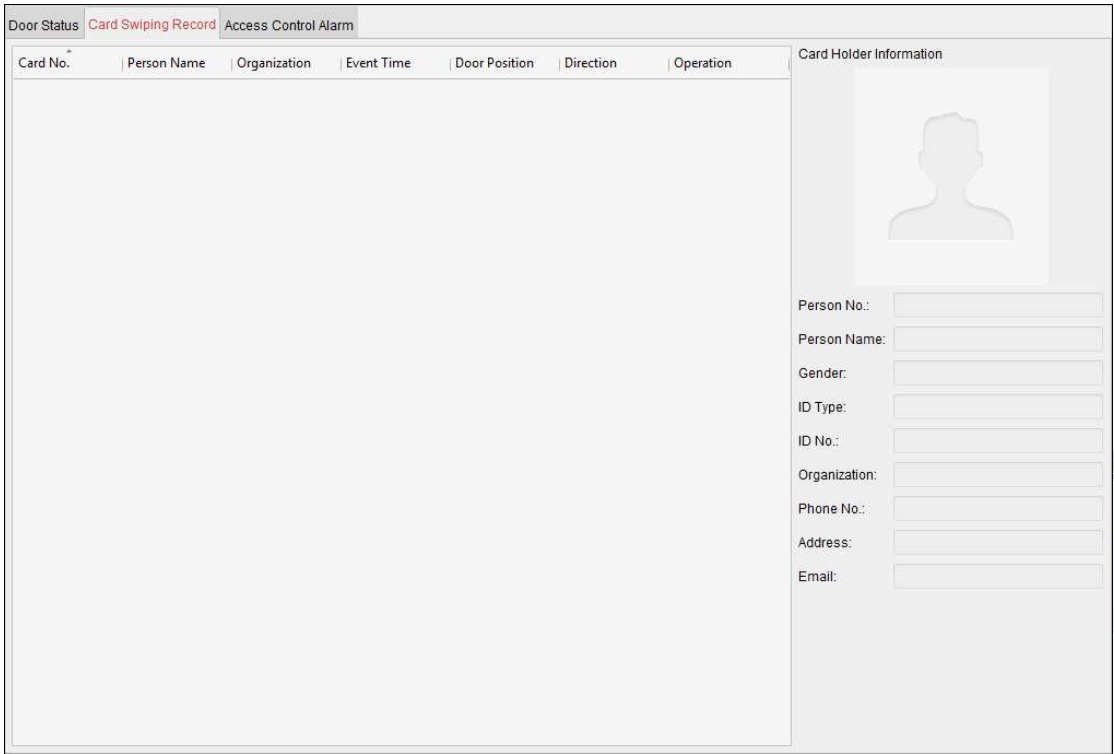 Door Status Card Swiping Record Access Control Alarm
Card No. Person Name Organization Event Time Door Position Direction Operation
Card Holder Information
Person No.:
Person Name:
Gender:
ID Type:
ID No.:
Organization:
Phone No.:
Address:
Email: